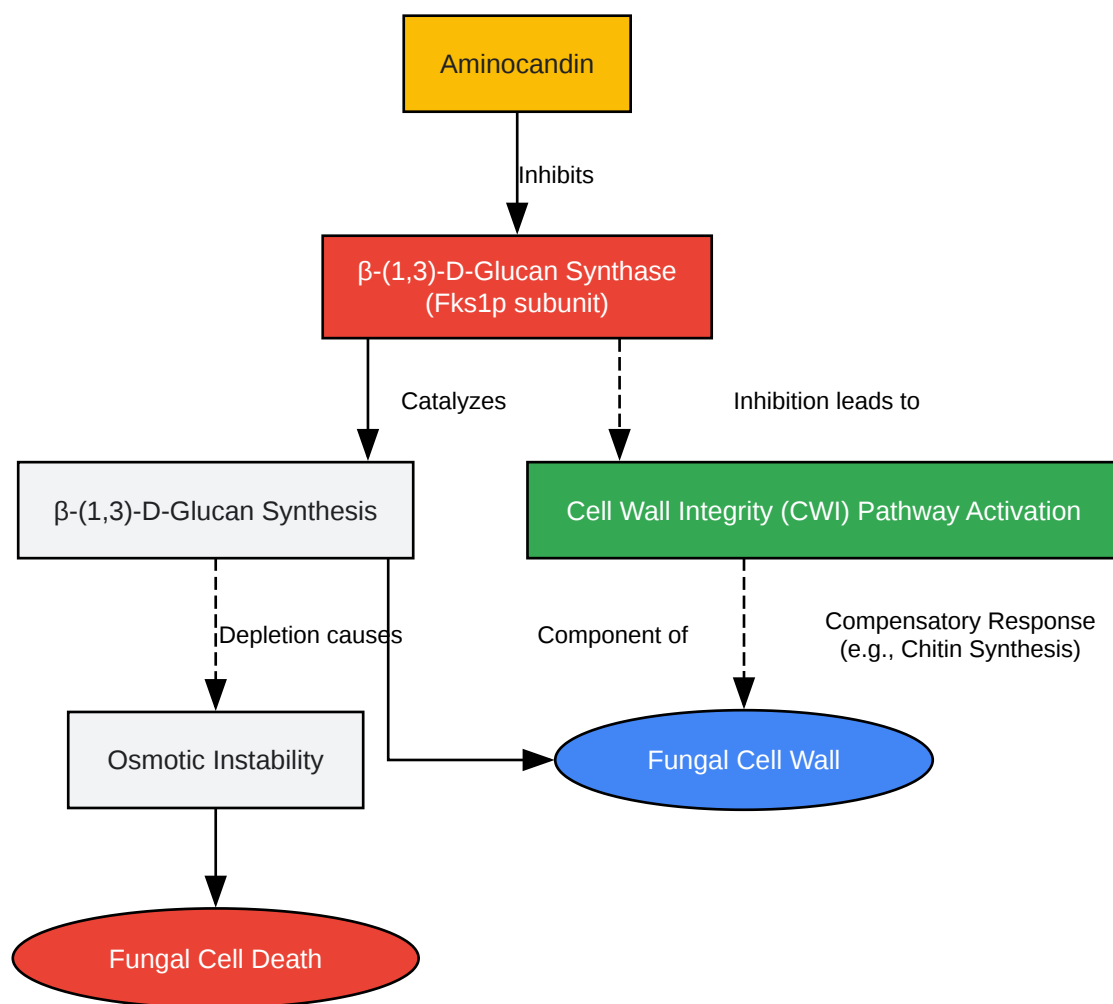 Aminocandin
Inhibits
β-(1,3)-D-Glucan Synthase
(Fks1p subunit)
Catalyzes
Inhibition leads to
β-(1,3)-D-Glucan Synthesis
Cell Wall Integrity (CWI) Pathway Activation
Depletion causes
Component of
Compensatory Response
(e.g., Chitin Synthesis)
Osmotic Instability
Fungal Cell Wall
Fungal Cell Death